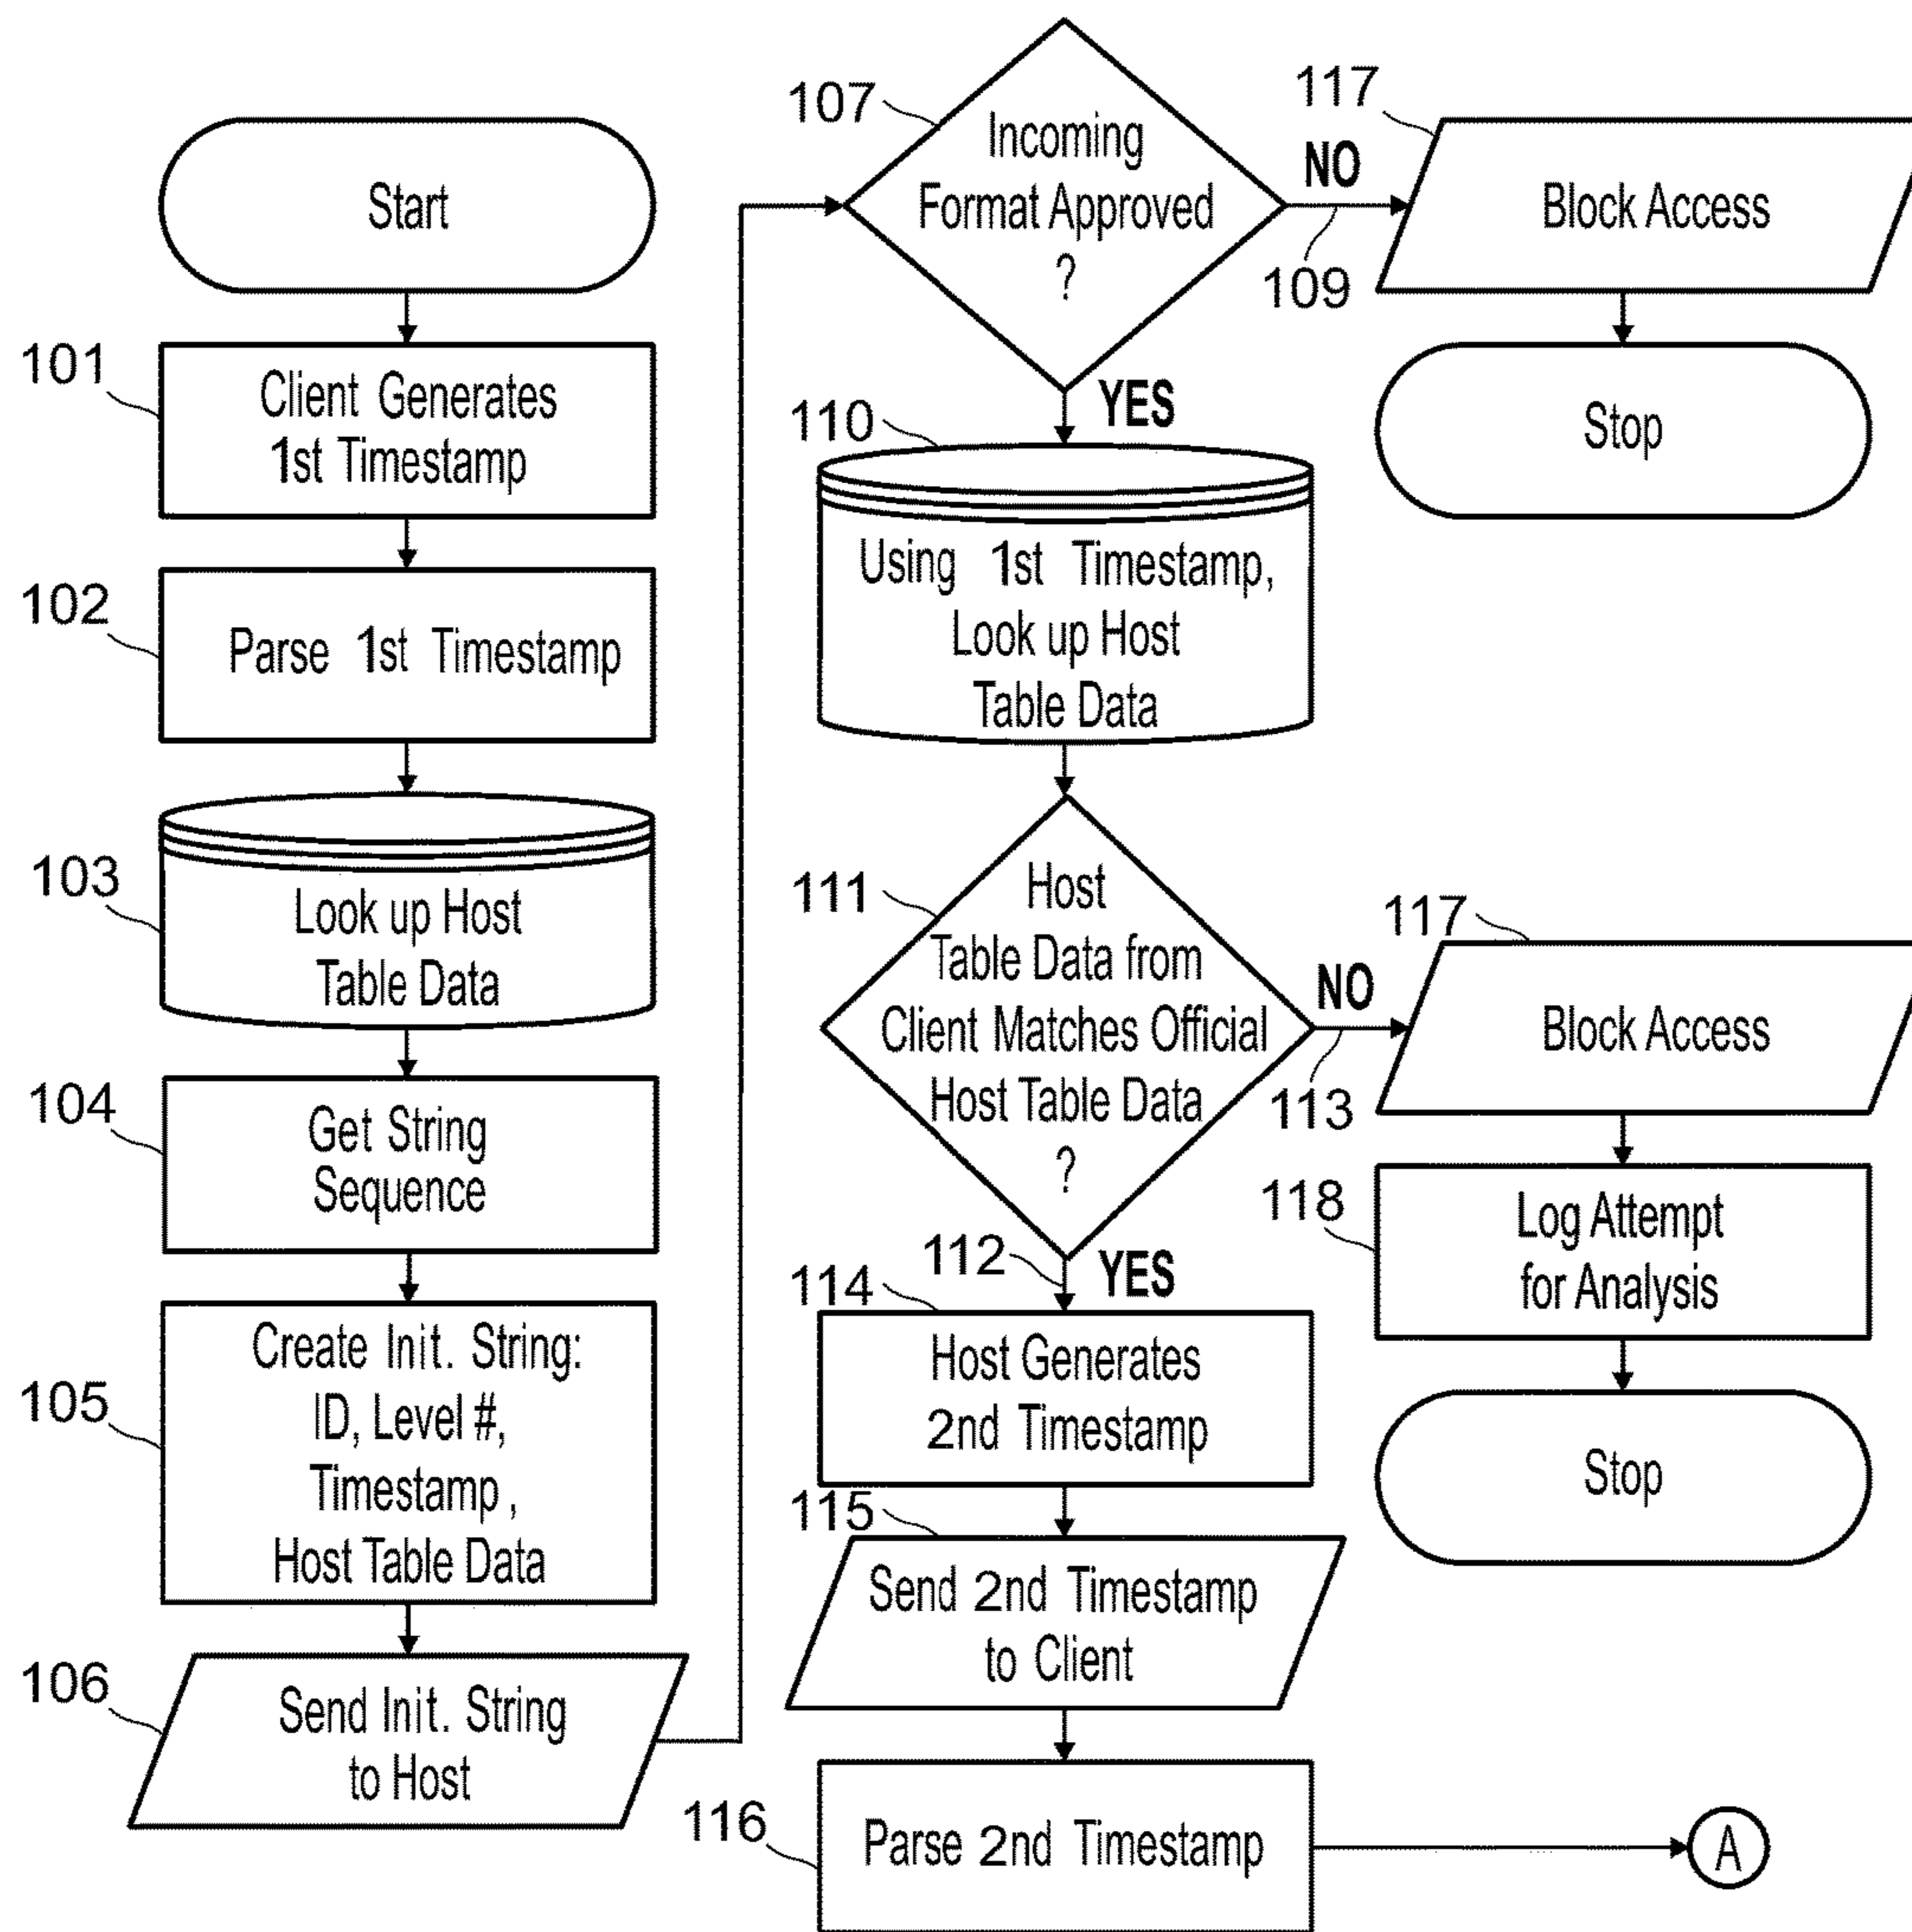 Start
101
Client Generates
1st Timestamp
102
Parse 1st Timestamp
103
Look up Host
Table Data
104
Get String
Sequence
105
Create Init. String:
ID, Level #,
Timestamp,
Host Table Data
106
Send Init. String
to Host
107
Incoming
Format Approved
?
NO
109
117
Block Access
Stop
YES
110
Using 1st Timestamp,
Look up Host
Table Data
111
Host
Table Data from
Client Matches Official
Host Table Data
?
NO
113
117
Block Access
118
Log Attempt
for Analysis
Stop
112
YES
114
Host Generates
2nd Timestamp
115
Send 2nd Timestamp
to Client
116
Parse 2nd Timestamp
A